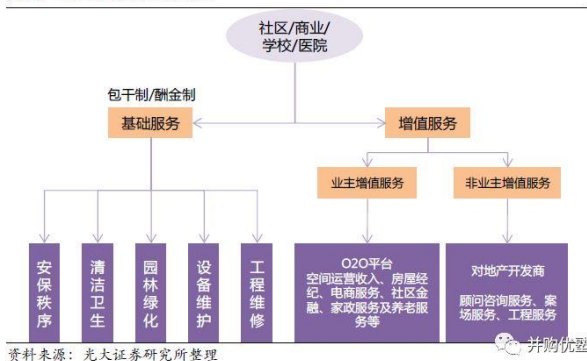 社区/商业/
学校/医院
包干制/酬金制
基础服务
增值服务
业主增值服务
非业主增值服务
安保秩序
清洁卫生
园林绿化
设备维护
工程维修
O2O平台
空间运营收入、房屋经
纪、电商服务、社区金
融、家政服务及养老服
务等
对地产开发商
顾问咨询服务、案
场服务、工程服务
资料来源：光大证券研究所整理
并购优塾